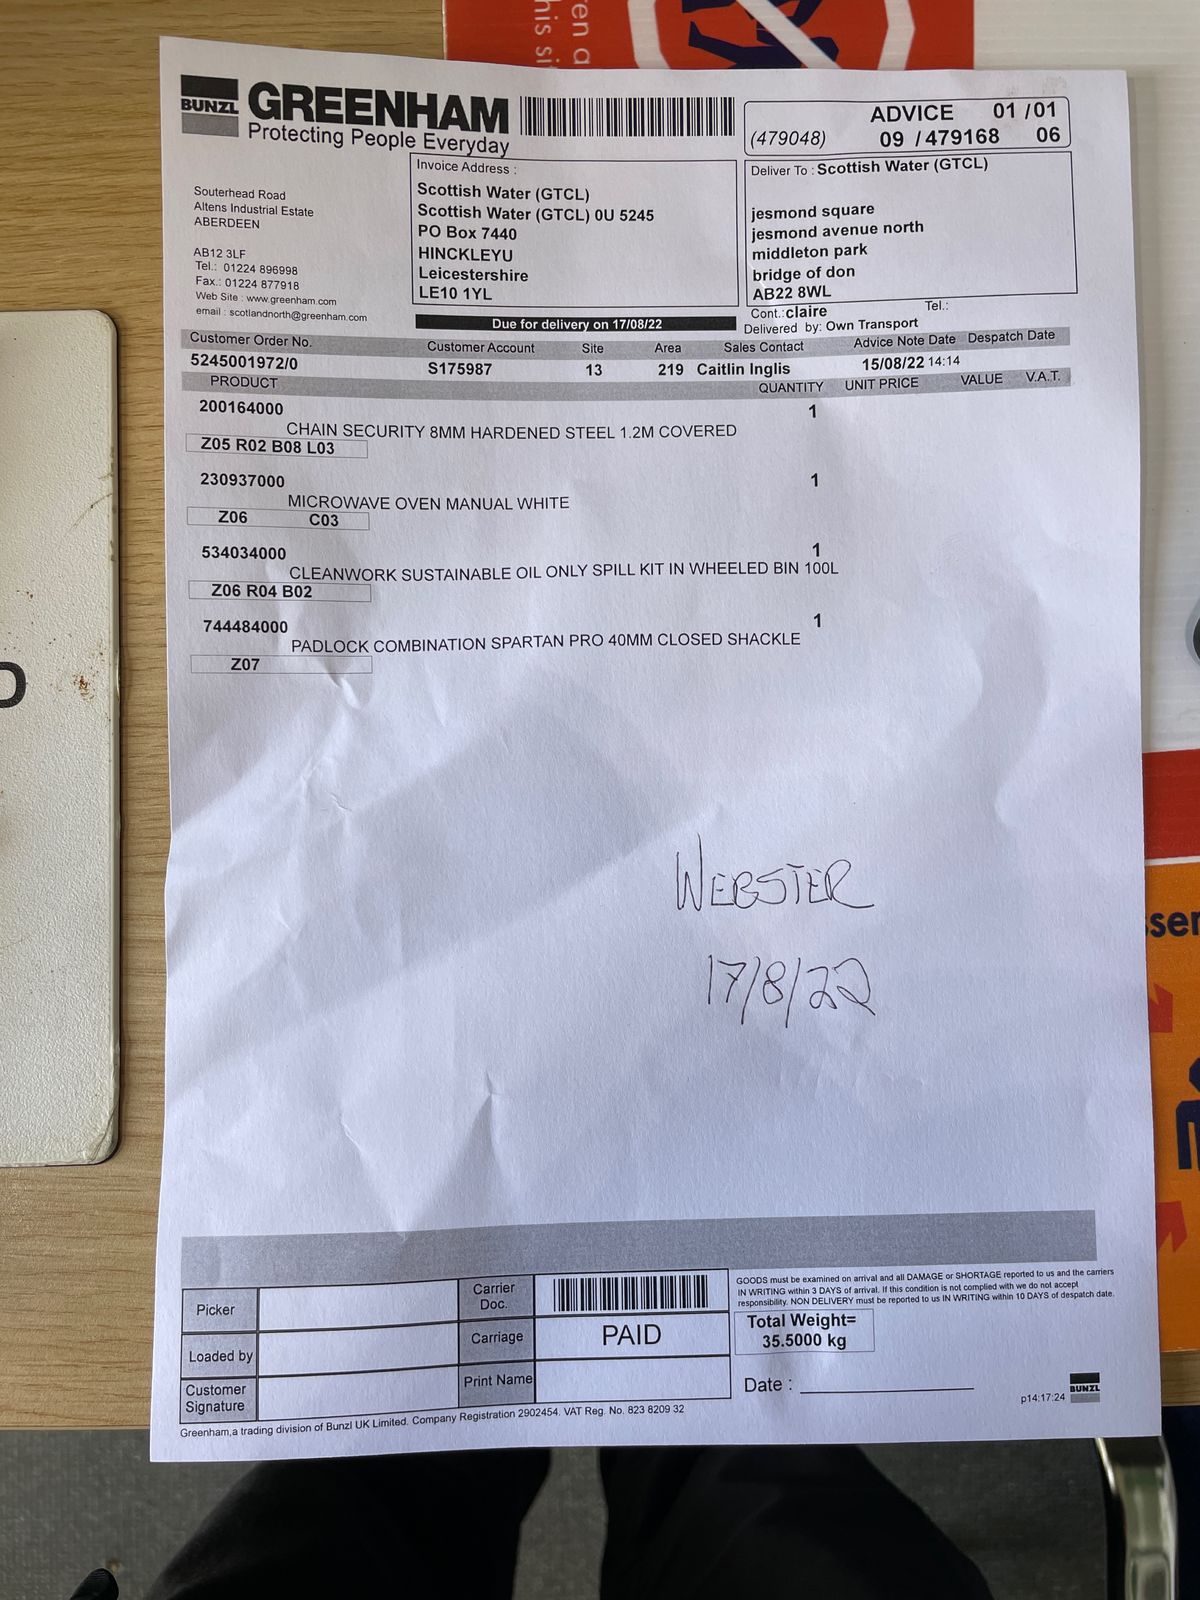 BUNZL GREENHAM
Protecting People Everyday
(479048)
ADVICE 01 /01
09 /479168 06
Souterhead Road
Altens Industrial Estate
ABERDEEN
AB12 3LF
Tel.: 01224 896998
Fax.: 01224 877918
Web Site : www.greenham.com
email : scotlandnorth@greenham.com
Invoice Address :
Scottish Water (GTCL)
Scottish Water (GTCL) 0U 5245
PO Box 7440
HINCKLEYU
Leicestershire
LE10 1YL
Due for delivery on 17/08/22
Deliver To : Scottish Water (GTCL)
jesmond square
jesmond avenue north
middleton park
bridge of don
AB22 8WL
Cont.: claire Tel.:
Delivered by: Own Transport
Customer Order No. Customer Account Site Area Sales Contact Advice Note Date Despatch Date
5245001972/0 S175987 13 219 Caitlin Inglis 15/08/22 14:14
PRODUCT QUANTITY UNIT PRICE VALUE V.A.T.
200164000 1
CHAIN SECURITY 8MM HARDENED STEEL 1.2M COVERED
Z05 R02 B08 L03
230937000 1
MICROWAVE OVEN MANUAL WHITE
Z06 C03
534034000 1
CLEANWORK SUSTAINABLE OIL ONLY SPILL KIT IN WHEELED BIN 100L
Z06 R04 B02
744484000 1
PADLOCK COMBINATION SPARTAN PRO 40MM CLOSED SHACKLE
Z07
WEBSTER
17/8/22
Picker
Loaded by
Customer
Signature
Carrier
Doc.
Carriage PAID
Print Name
GOODS must be examined on arrival and all DAMAGE or SHORTAGE reported to us and the carriers
IN WRITING within 3 DAYS of arrival. If this condition is not complied with we do not accept
responsibility. NON DELIVERY must be reported to us IN WRITING within 10 DAYS of despatch date.
Total Weight=
35.5000 kg
Date :
p14:17:24
BUNZL
Greenham,a trading division of Bunzl UK Limited. Company Registration 2902454. VAT Reg. No. 823 8209 32